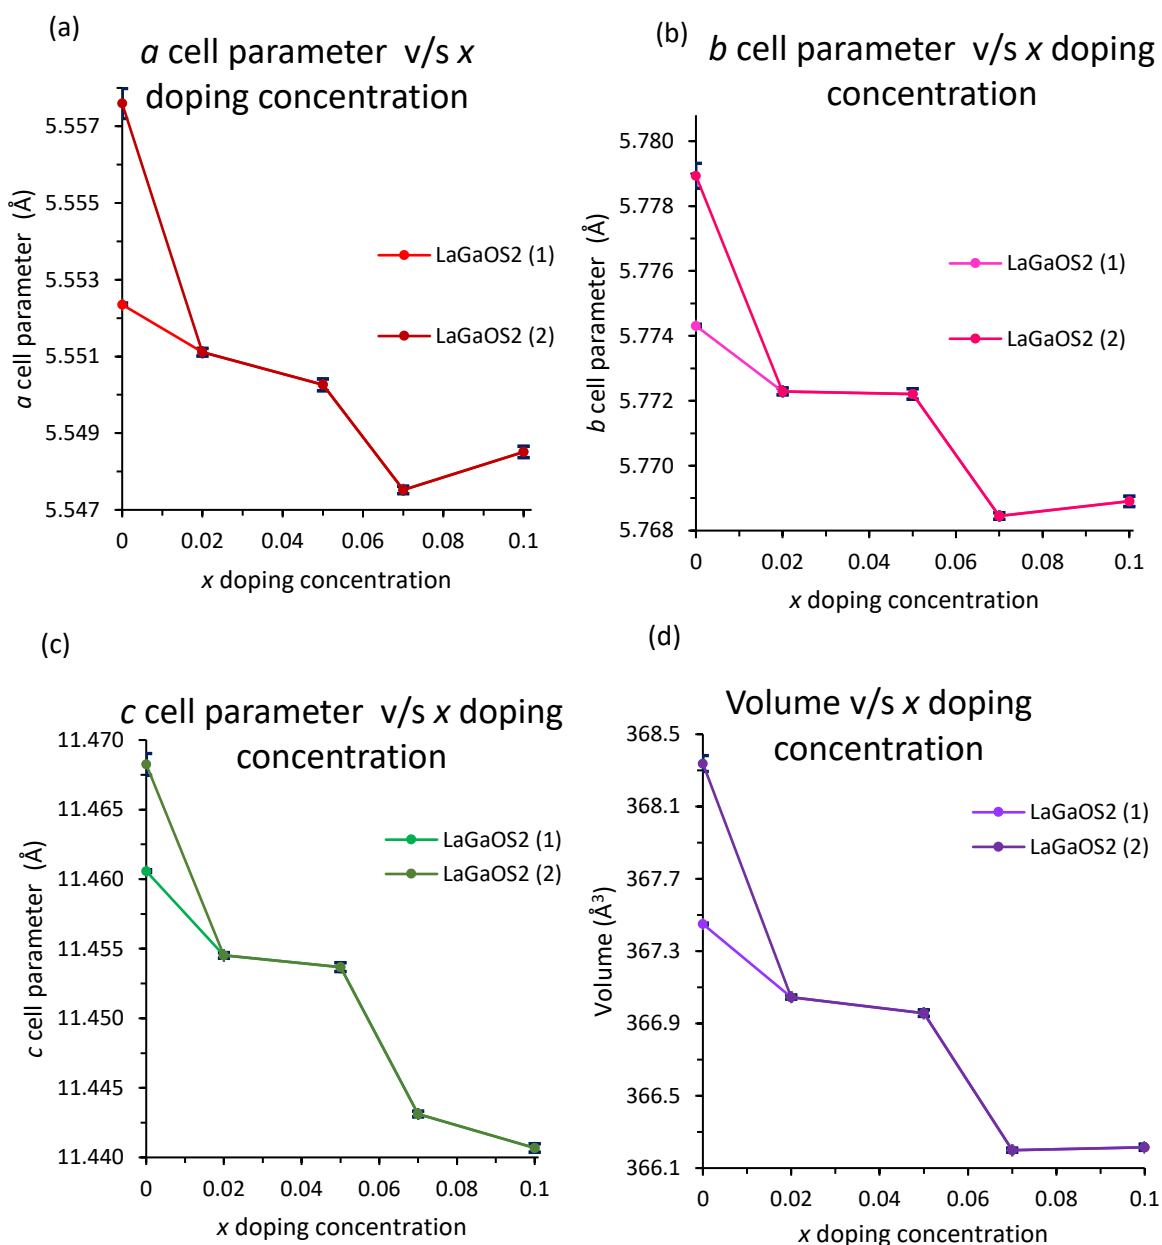 (a)
a cell parameter v/s x
doping concentration
5.557
5.555
5.553
5.551
5.549
5.547
a cell parameter (Å)
LaGaOS2 (1)
LaGaOS2 (2)
0 0.02 0.04 0.06 0.08 0.1
x doping concentration
(b)
b cell parameter v/s x doping
concentration
5.780
5.778
5.776
5.774
5.772
5.770
5.768
b cell parameter (Å)
LaGaOS2 (1)
LaGaOS2 (2)
0 0.02 0.04 0.06 0.08 0.1
x doping concentration
(c)
c cell parameter v/s x doping
concentration
11.470
11.465
11.460
11.455
11.450
11.445
11.440
c cell parameter (Å)
LaGaOS2 (1)
LaGaOS2 (2)
0 0.02 0.04 0.06 0.08 0.1
x doping concentration
(d)
Volume v/s x doping
concentration
368.5
368.1
367.7
367.3
366.9
366.5
366.1
Volume (Å³)
LaGaOS2 (1)
LaGaOS2 (2)
0 0.02 0.04 0.06 0.08 0.1
x doping concentration